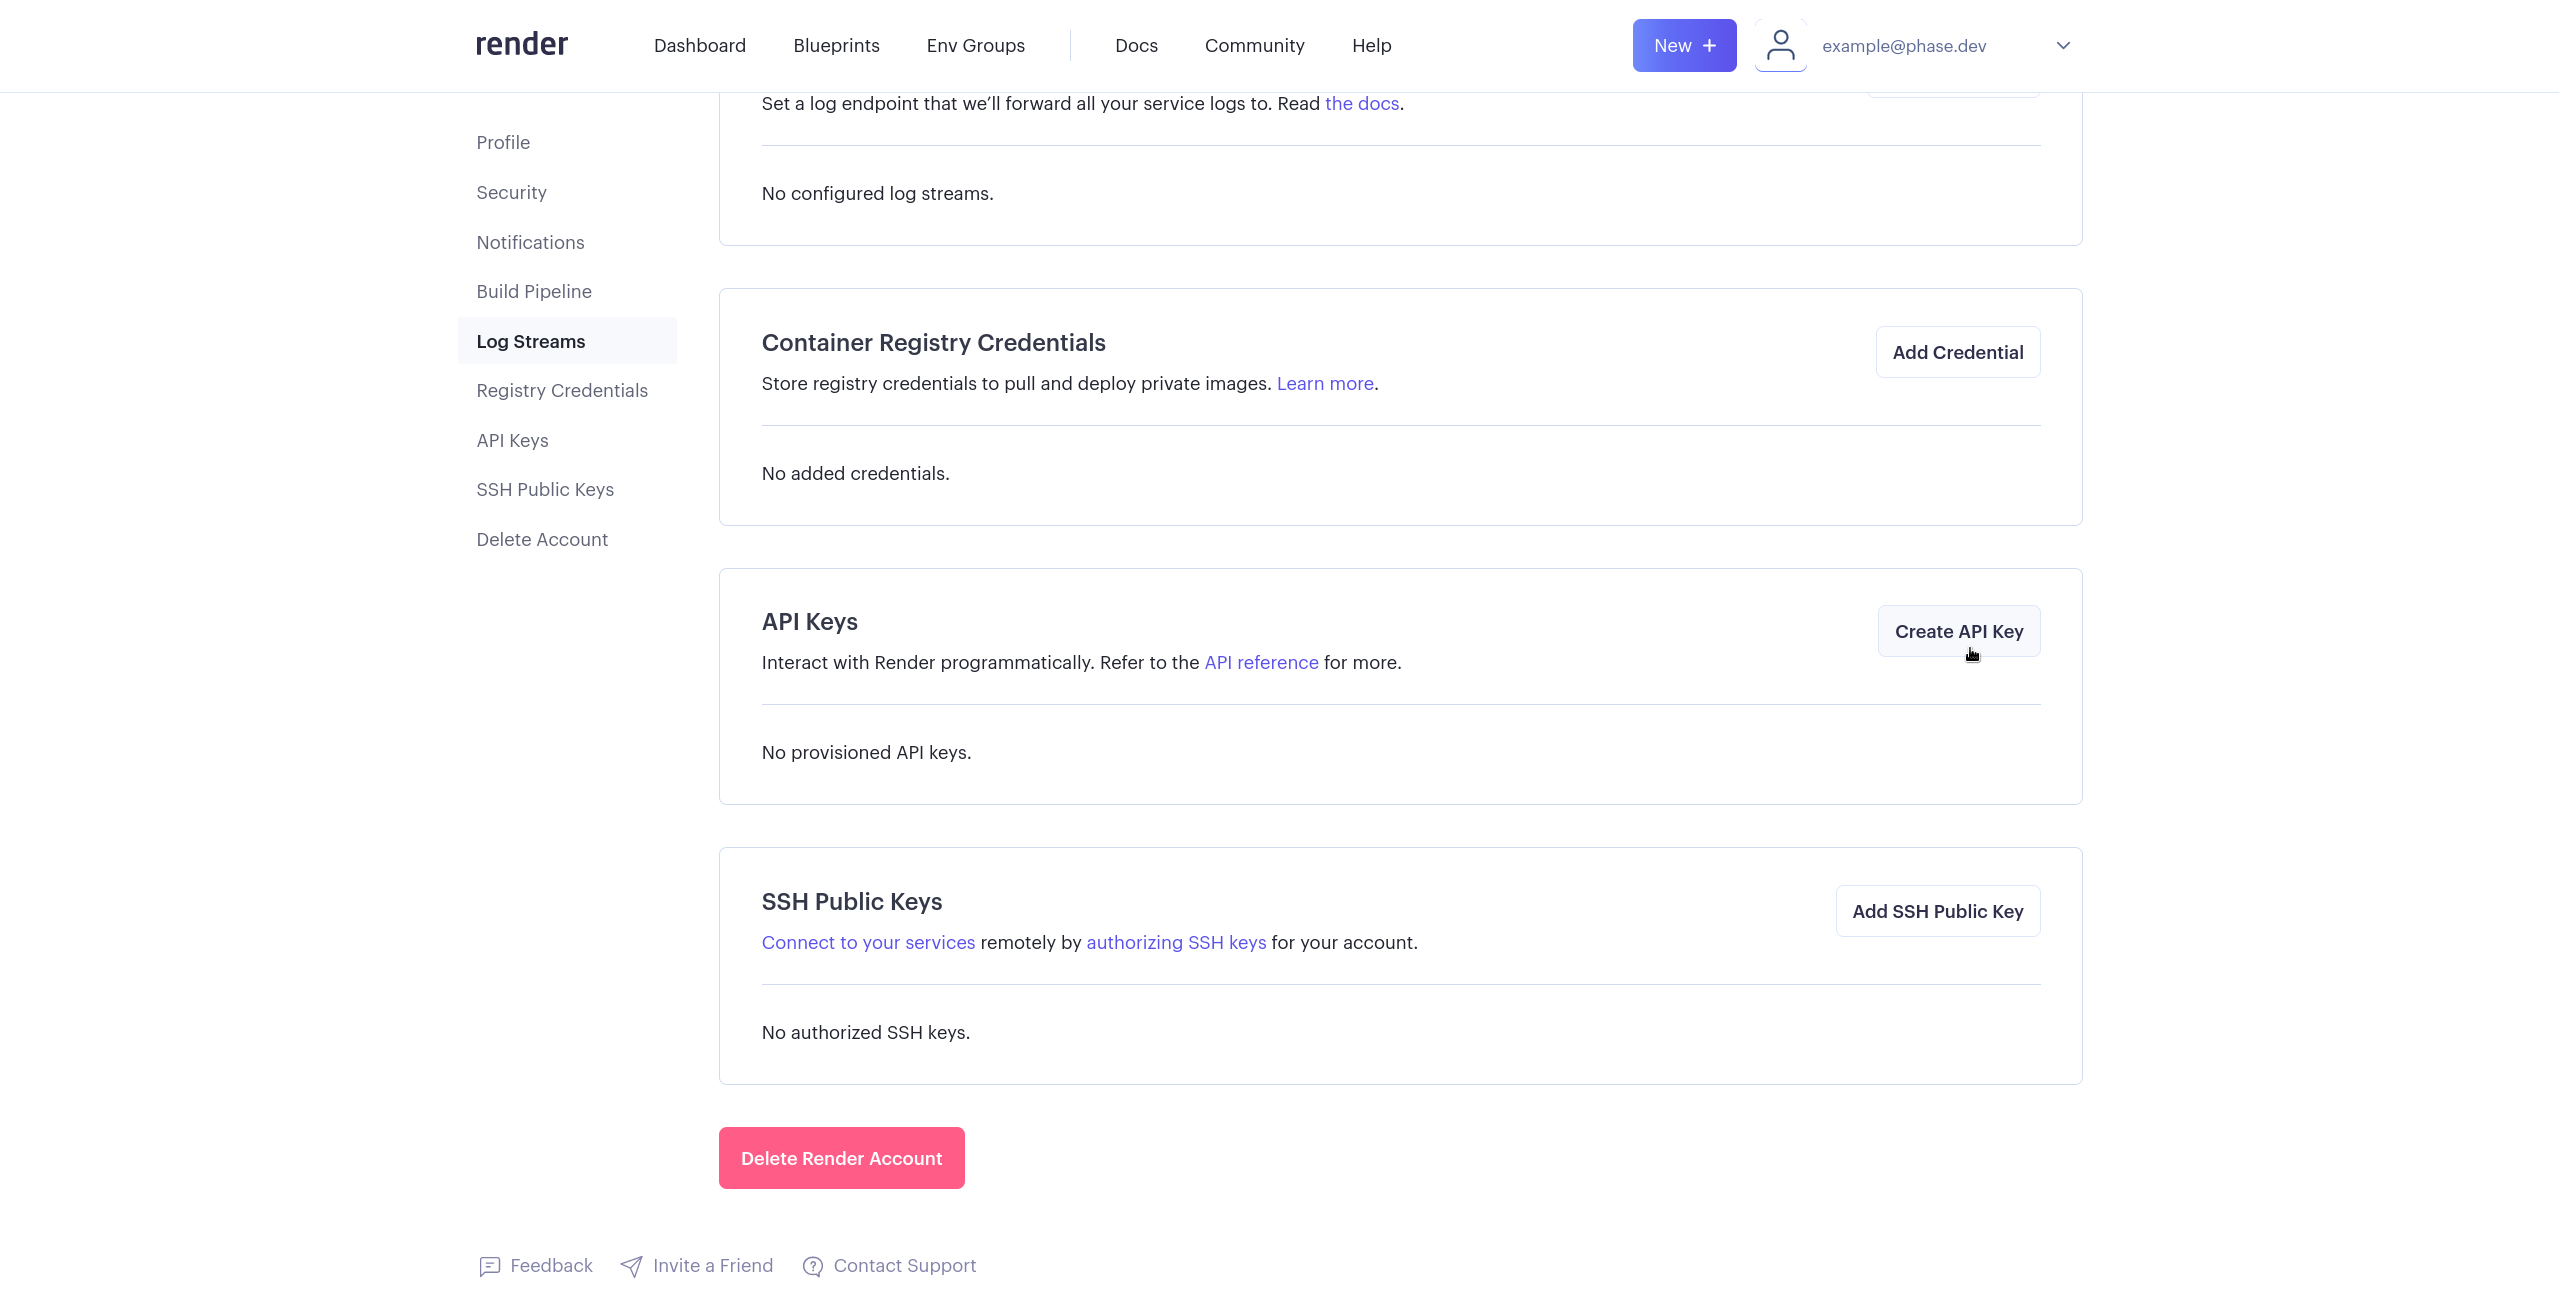 render
Dashboard
Blueprints
Env Groups
Docs
Community
Help
New +
example@phase.dev
Profile
Security
Notifications
Build Pipeline
Log Streams
Registry Credentials
API Keys
SSH Public Keys
Delete Account
Set a log endpoint that we’ll forward all your service logs to. Read the docs.
No configured log streams.
Container Registry Credentials
Add Credential
Store registry credentials to pull and deploy private images. Learn more.
No added credentials.
API Keys
Create API Key
Interact with Render programmatically. Refer to the API reference for more.
No provisioned API keys.
SSH Public Keys
Add SSH Public Key
Connect to your services remotely by authorizing SSH keys for your account.
No authorized SSH keys.
Delete Render Account
Feedback
Invite a Friend
Contact Support